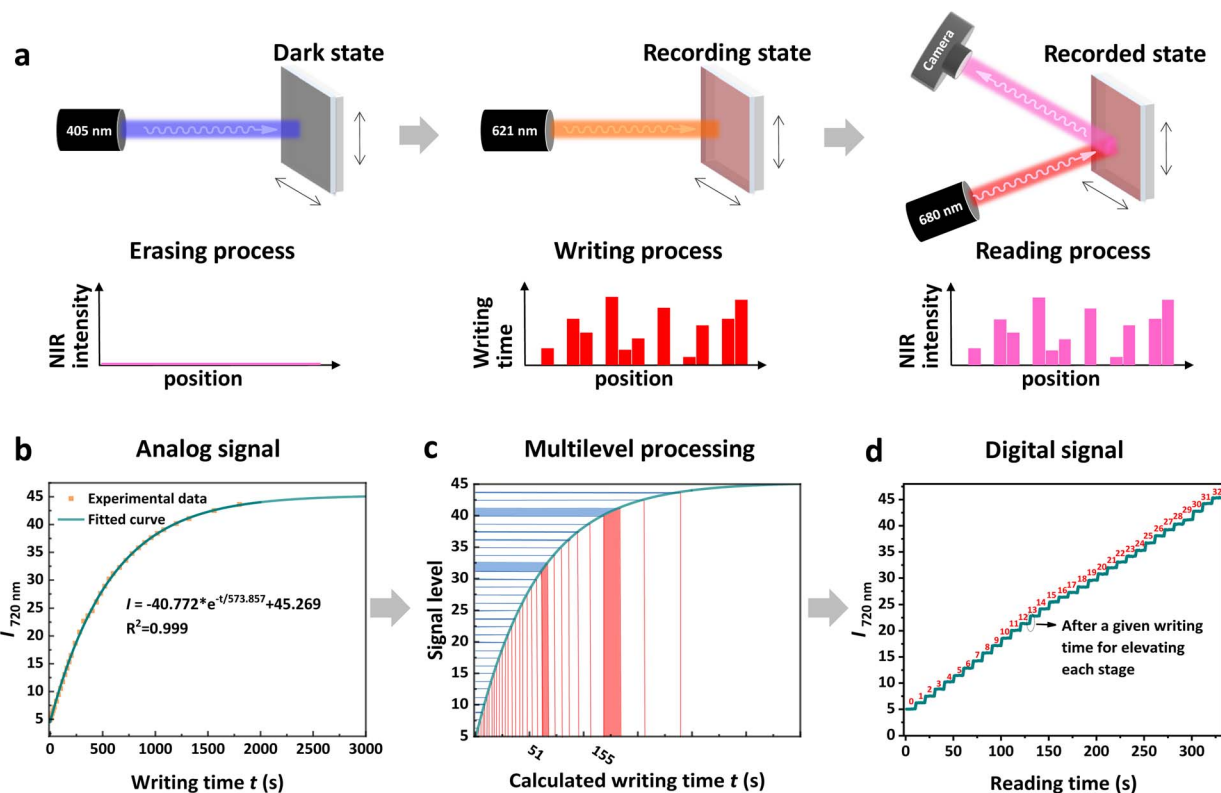 a
Dark state
405 nm
Erasing process
NIR
intensity
position
Recording state
621 nm
Writing process
Writing
time
position
Camera
Recorded state
680 nm
Reading process
NIR
intensity
position
b
Analog signal
Experimental data
Fitted curve
I = -40.772*e^-t/573.857+45.269
R²=0.999
I 720 nm
45
40
35
30
25
20
15
10
5
0 500 1000 1500 2000 2500 3000
Writing time t (s)
c
Multilevel processing
Signal level
45
40
35
30
25
20
15
10
5
51 155
Calculated writing time t (s)
d
Digital signal
I 720 nm
45
40
35
30
25
20
15
10
5
0
0 1 2 3 4 5 6 7 8 9 10 11 12 13 14 15 16 17 18 19 20 21 22 23 24 25 26 27 28 29 30 31 32
After a given writing
time for elevating
each stage
0 50 100 150 200 250 300
Reading time (s)